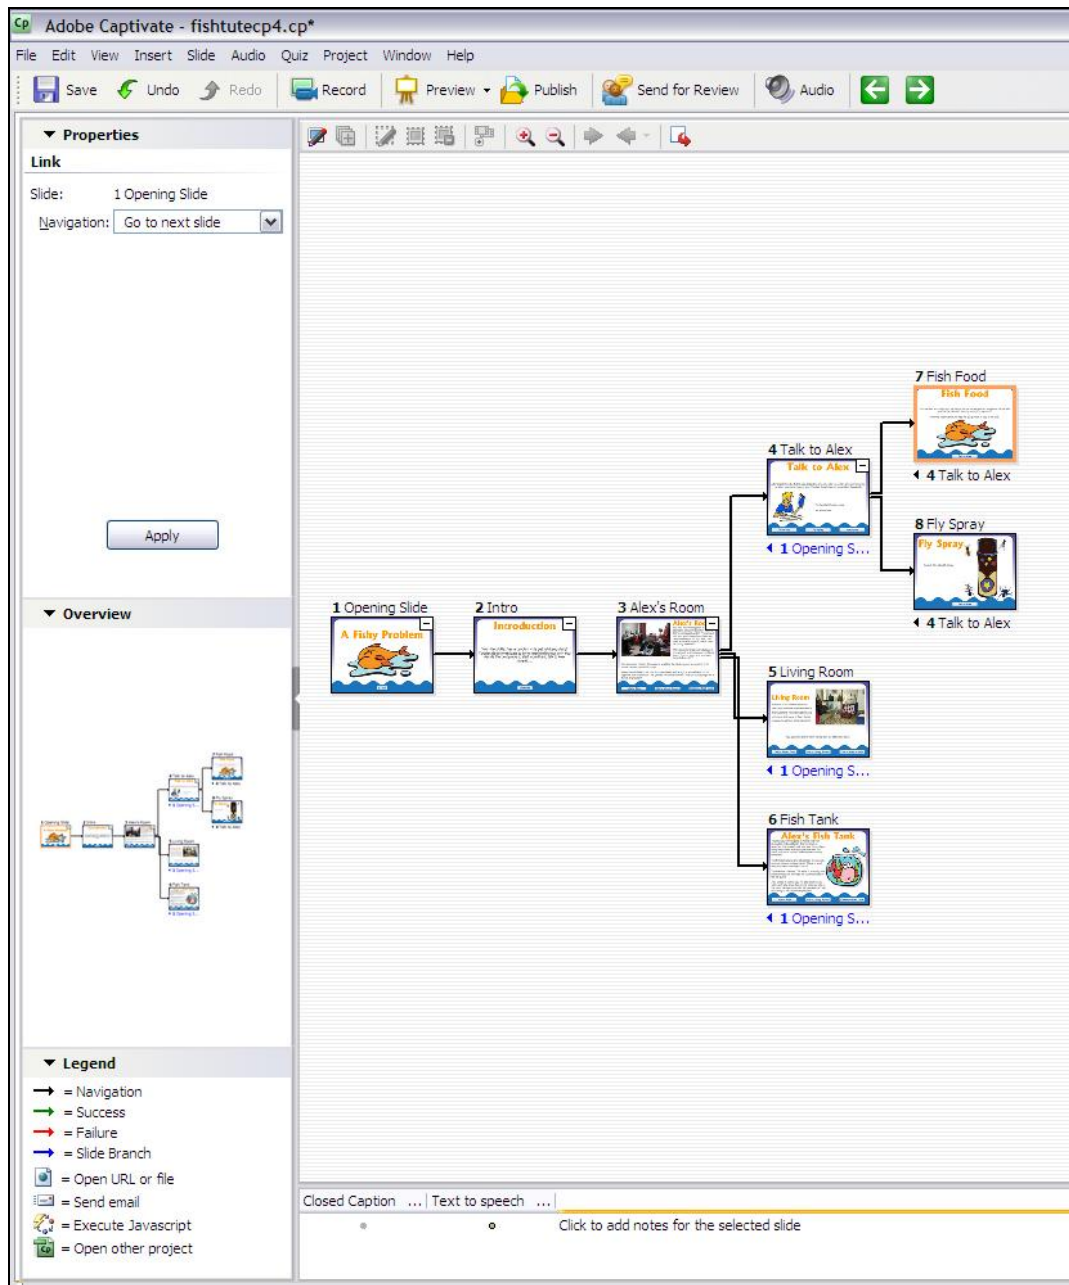 Cp Adobe Captivate - fishtutecp4.cp*
File Edit View Insert Slide Audio Quiz Project Window Help
Save Undo Redo Record Preview Publish Send for Review Audio
Properties
Link
Slide: 1 Opening Slide
Navigation: Go to next slide
Apply
Overview
Legend
= Navigation
= Success
= Failure
= Slide Branch
= Open URL or file
= Send email
= Execute Javascript
= Open other project
1 Opening Slide
A Fishy Problem
2 Intro
Introduction
3 Alex's Room
4 Talk to Alex
Talk to Alex
1 Opening S...
7 Fish Food
Fish Food
4 Talk to Alex
8 Fly Spray
Fly Spray
4 Talk to Alex
5 Living Room
Living Room
1 Opening S...
6 Fish Tank
Alex's Fish Tank
1 Opening S...
Closed Caption ... Text to speech ...
Click to add notes for the selected slide